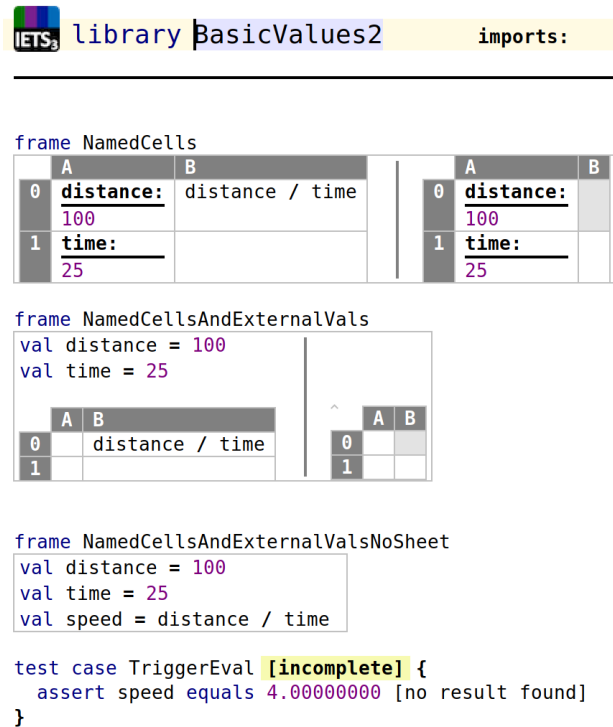 IETS3 library BasicValues2 imports:
frame NamedCells
A B A B
0 distance: distance / time 0 distance:
100 100
1 time: 1 time:
25 25
frame NamedCellsAndExternalVals
val distance = 100
val time = 25
^
A B A B
0 distance / time 0
1 1
frame NamedCellsAndExternalValsNoSheet
val distance = 100
val time = 25
val speed = distance / time
test case TriggerEval [incomplete] {
assert speed equals 4.00000000 [no result found]
}